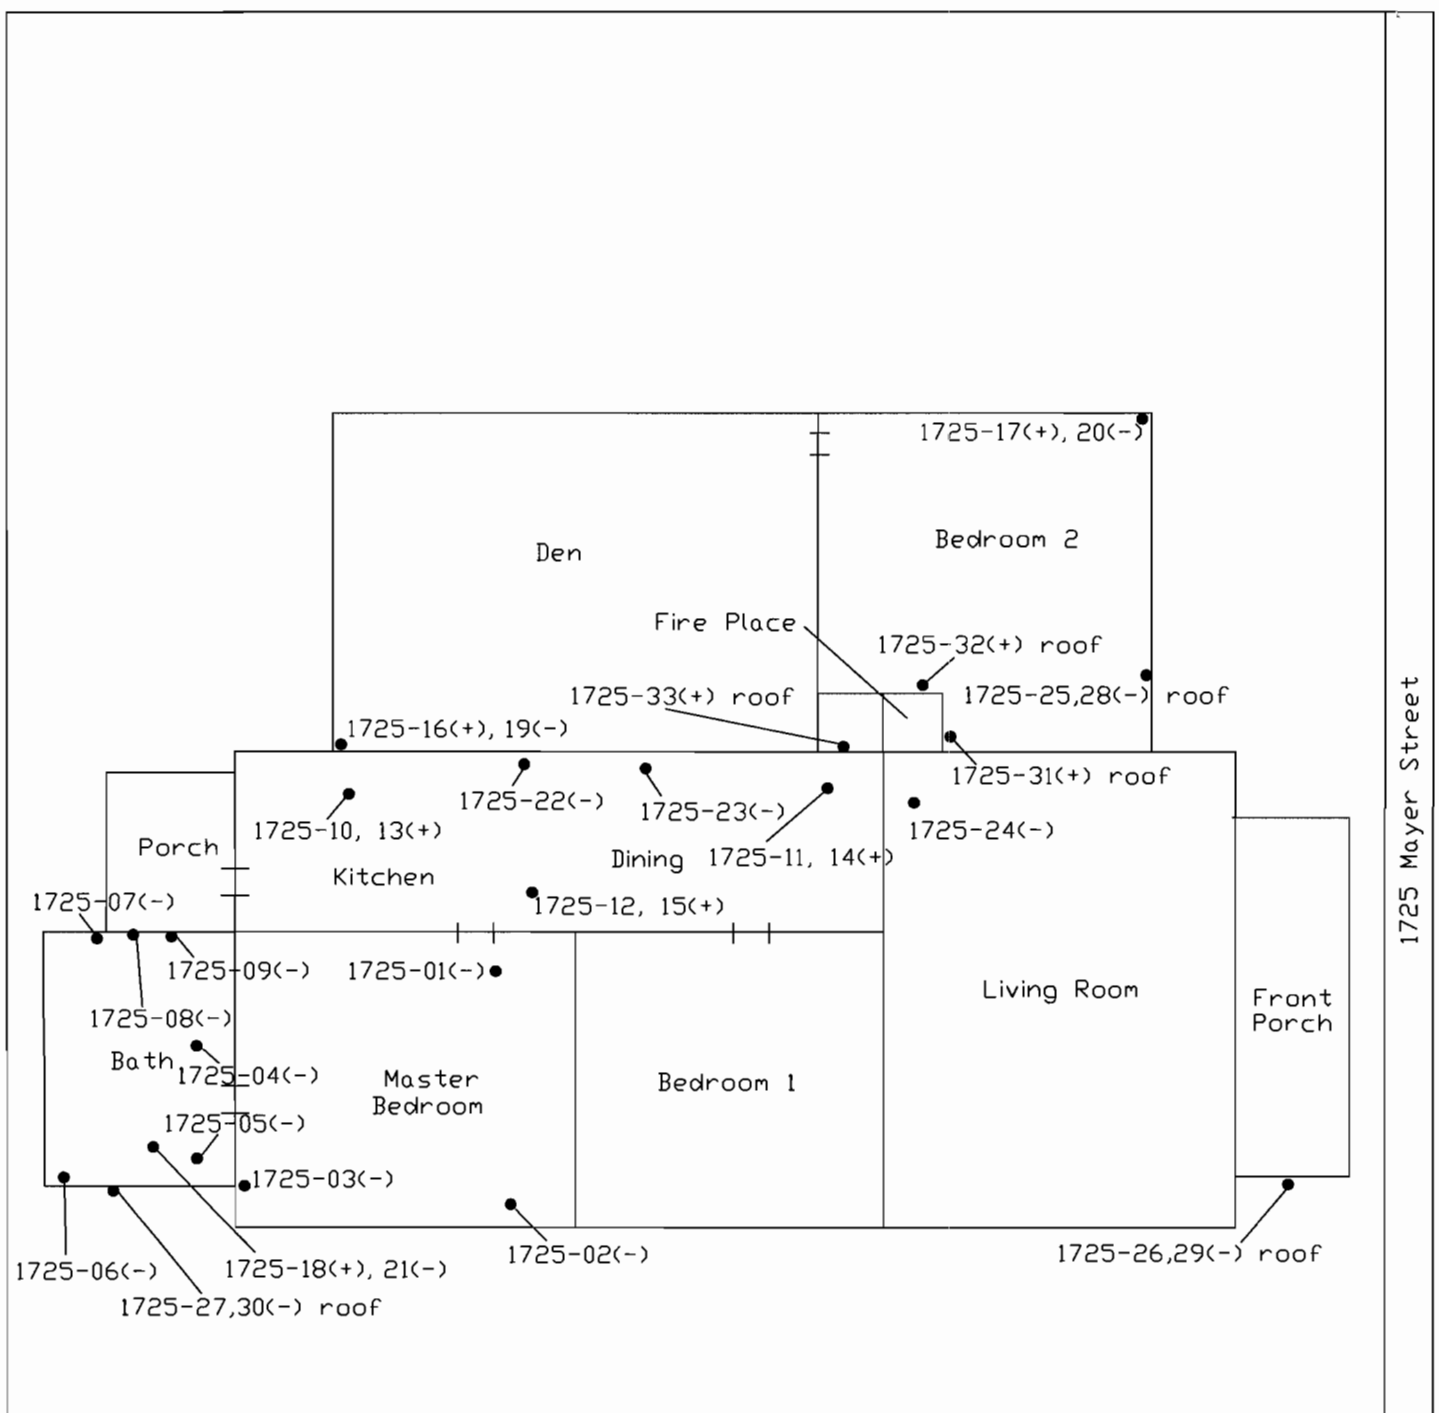 1725-17(+), 20(-)
Bedroom 2
Den
Fire Place
1725-32(+) roof
1725-33(+) roof
1725-25,28(-) roof
1725-16(+), 19(-)
1725-31(+) roof
1725-22(-)
1725-23(-)
1725-10, 13(+)
1725-24(-)
Porch
Dining
1725-11, 14(+)
Kitchen
1725-07(-)
1725-12, 15(+)
1725-09(-)
1725-01(-)
Living Room
Front
Porch
1725-08(-)
Bath
1725-04(-)
Master
Bedroom
Bedroom 1
1725-05(-)
1725-03(-)
1725-02(-)
1725-26,29(-) roof
1725-06(-)
1725-18(+), 21(-)
1725-27,30(-) roof
1725 Mayer Street